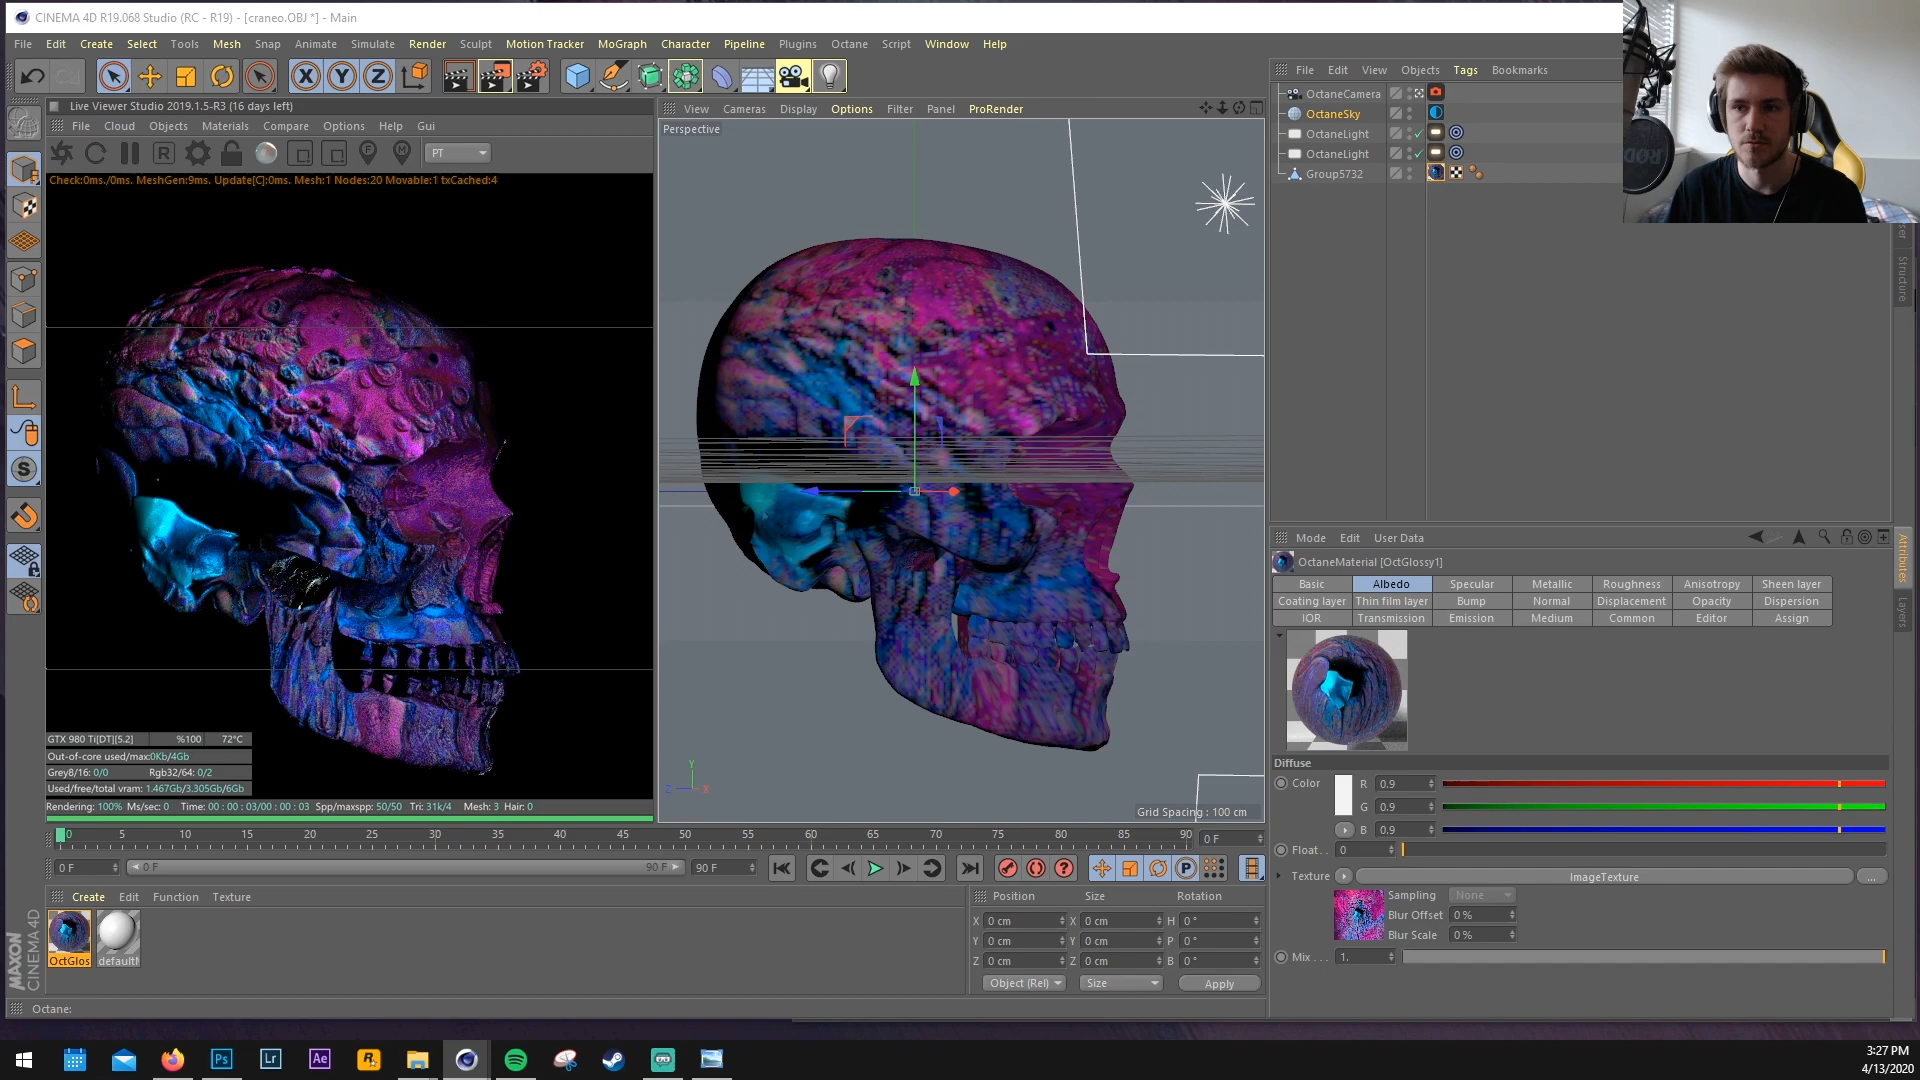 CINEMA 4D R19.068 Studio (RC - R19) - [craneo.OBJ *] - Main
File Edit Create Select Tools Mesh Snap Animate Simulate Render Sculpt Motion Tracker MoGraph Character Pipeline Plugins Octane Script Window Help
Live Viewer Studio 2019.1.5-R3 (16 days left)
File Cloud Objects Materials Compare Options Help Gui
PT
Check:0ms./0ms. MeshGen:9ms. Update[C]:0ms. Mesh:1 Nodes:20 Movable:1 txCached:4
GTX 980 Ti[DT][5.2] %100 72°C
Out-of-core used/max:0Kb/4Gb
Grey8/16: 0/0 Rgb32/64: 0/2
Used/free/total vram: 1.467Gb/3.305Gb/6Gb
Rendering: 100% Ms/sec: 0 Time: 00 : 00 : 03/00 : 00 : 03 Spp/maxspp: 50/50 Tri: 31k/4 Mesh: 3 Hair: 0
View Cameras Display Options Filter Panel ProRender
Perspective
Y
Z X
Grid Spacing : 100 cm
File Edit View Objects Tags Bookmarks
OctaneCamera
OctaneSky
OctaneLight
OctaneLight
Group5732
RØDE
Structure
Attributes
Layers
Mode Edit User Data
OctaneMaterial [OctGlossy1]
Basic Albedo Specular Metallic Roughness Anisotropy Sheen layer
Coating layer Thin film layer Bump Normal Displacement Opacity Dispersion
IOR Transmission Emission Medium Common Editor Assign
Diffuse
Color R 0.9
G 0.9
B 0.9
Float . . 0
Texture ImageTexture ...
Sampling None
Blur Offset 0 %
Blur Scale 0 %
Mix . . . 1.
0 5 10 15 20 25 30 35 40 45 50 55 60 65 70 75 80 85 90 0 F
0 F 0 F 90 F 90 F
Create Edit Function Texture
OctGlos defaultM
Position Size Rotation
X 0 cm X 0 cm H 0 °
Y 0 cm Y 0 cm P 0 °
Z 0 cm Z 0 cm B 0 °
Object (Rel) Size Apply
MAXON
CINEMA 4D
Octane:
Ps Lr Ae R
3:27 PM
4/13/2020